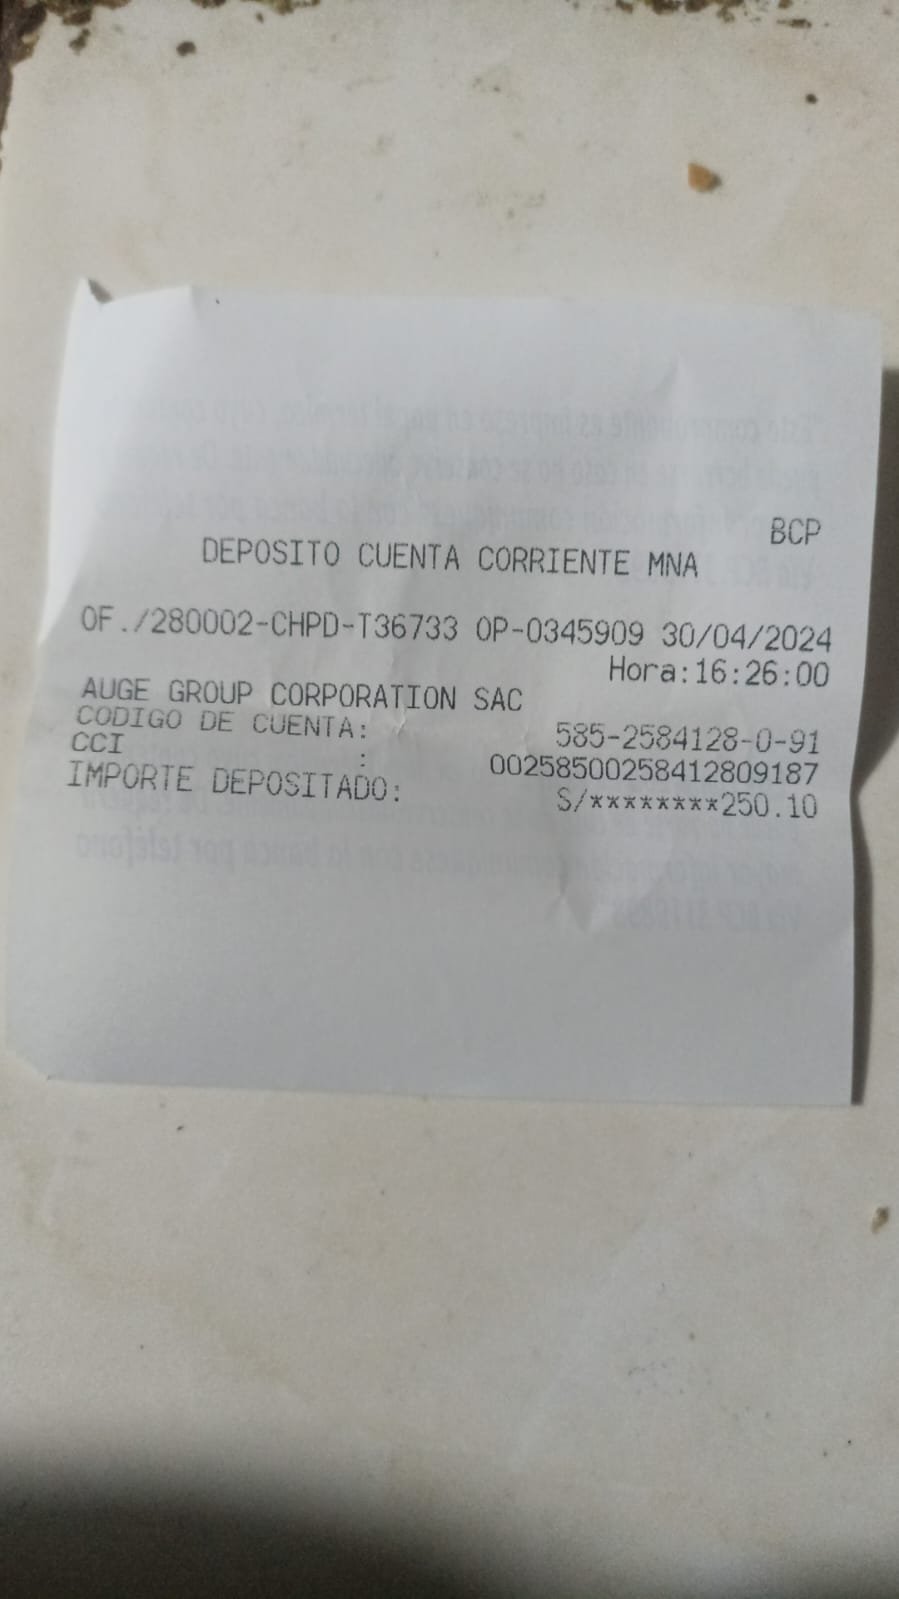 BCP
DEPOSITO CUENTA CORRIENTE MNA
OF./280002-CHPD-T36733 OP-0345909 30/04/2024
Hora:16:26:00
AUGE GROUP CORPORATION SAC
CODIGO DE CUENTA: 585-2584128-0-91
CCI : 00258500258412809187
IMPORTE DEPOSITADO: S/********250.10